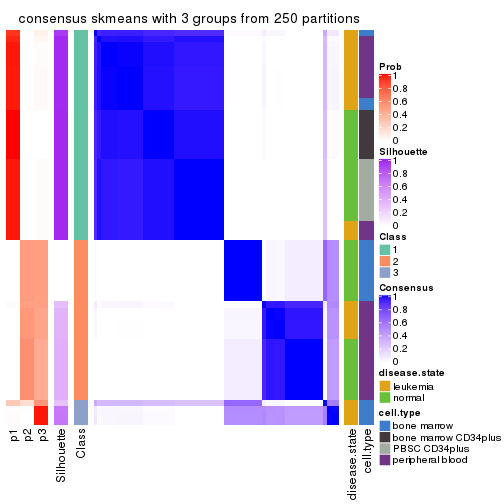 consensus skmeans with 3 groups from 250 partitions
Prob
1
0.8
0.6
0.4
0.2
0
Silhouette
1
0.8
0.6
0.4
0.2
0
Class
1
2
3
Consensus
1
0.8
0.6
0.4
0.2
0
disease.state
leukemia
normal
cell.type
bone marrow
bone marrow CD34plus
PBSC CD34plus
peripheral blood
p1
p2
p3
Silhouette
Class
disease.state
cell.type